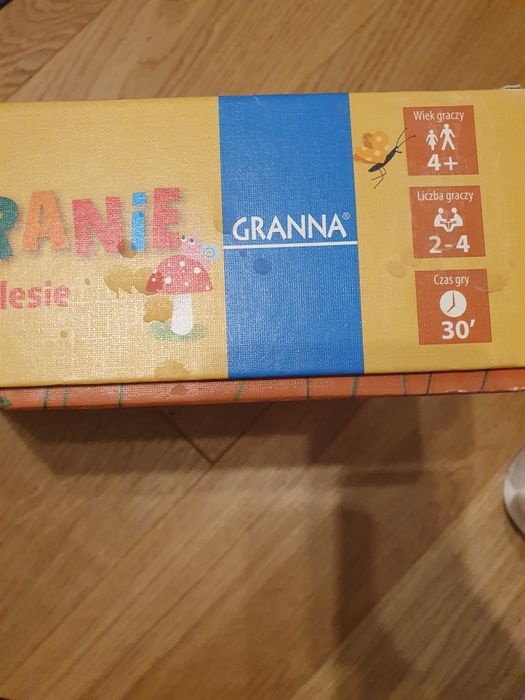 RANiE
lesie
GRANNA®
Wiek graczy
4+
Liczba graczy
2-4
Czas gry
30’